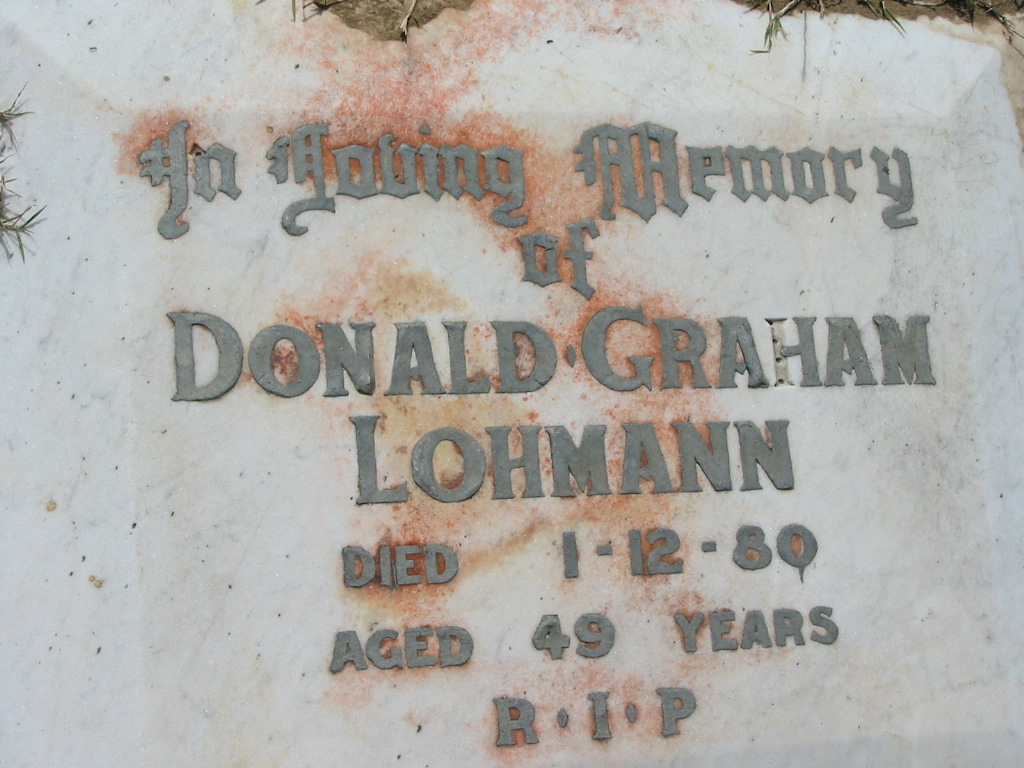 In Loving Memory
of
DONALD · GRAHAM
LOHMANN
DIED 1-12-80
AGED 49 YEARS
R·I·P